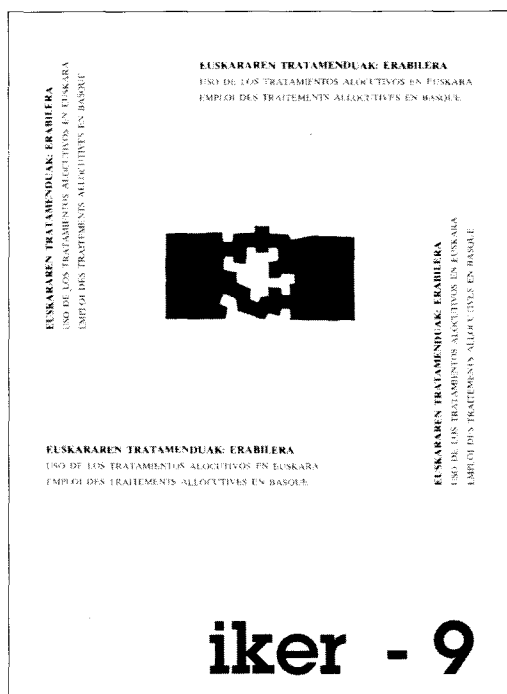 EUSKARAREN TRATAMENDUAK: ERABILERA
USO DE LOS TRATAMIENTOS ALOCUTIVOS EN EUSKARA
EMPLOI DES TRAITEMENTS ALLOCUTIVES EN BASQUE
EUSKARAREN TRATAMENDUAK: ERABILERA
USO DE LOS TRATAMIENTOS ALOCUTIVOS EN EUSKARA
EMPLOI DES TRAITEMENTS ALLOCUTIVES EN BASQUE
EUSKARAREN TRATAMENDUAK: ERABILERA
USO DE LOS TRATAMIENTOS ALOCUTIVOS EN EUSKARA
EMPLOI DES TRAITEMENTS ALLOCUTIVES EN BASQUE
EUSKARAREN TRATAMENDUAK: ERABILERA
USO DE LOS TRATAMIENTOS ALOCUTIVOS EN EUSKARA
EMPLOI DES TRAITEMENTS ALLOCUTIVES EN BASQUE
iker - 9